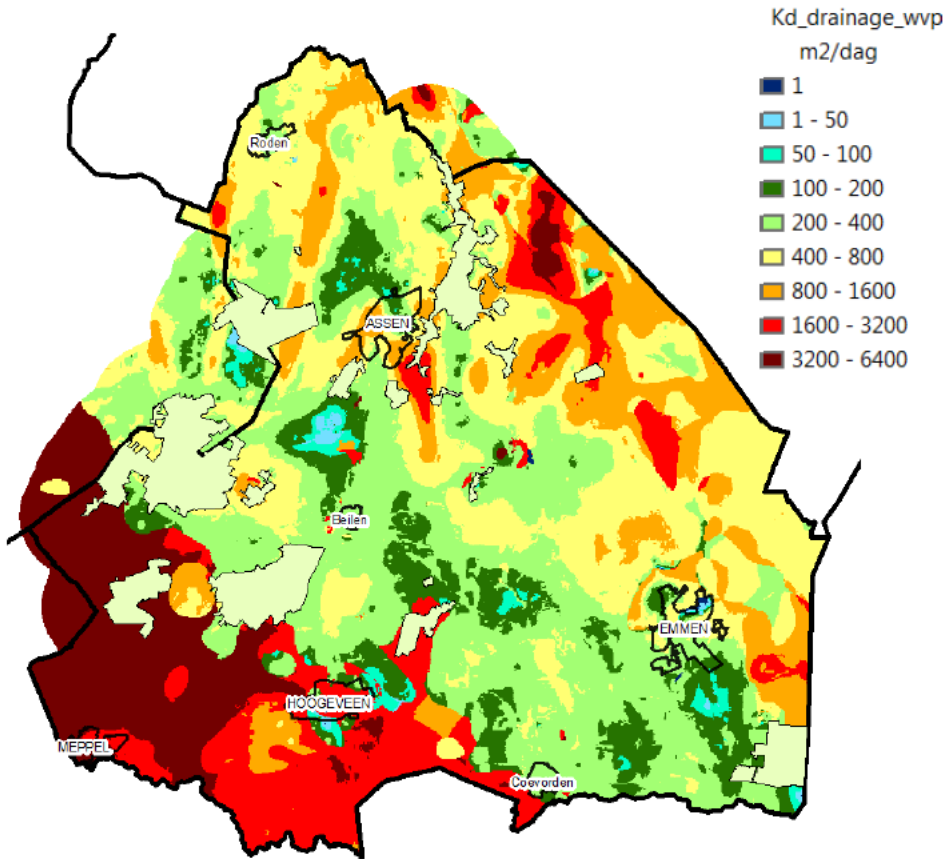 Kd_drainage_wvp
m2/dag
1
1 - 50
50 - 100
100 - 200
200 - 400
400 - 800
800 - 1600
1600 - 3200
3200 - 6400
Roden
ASSEN
Beilen
EMMEN
HOOGEVEEN
MEPPEL
Coevorden